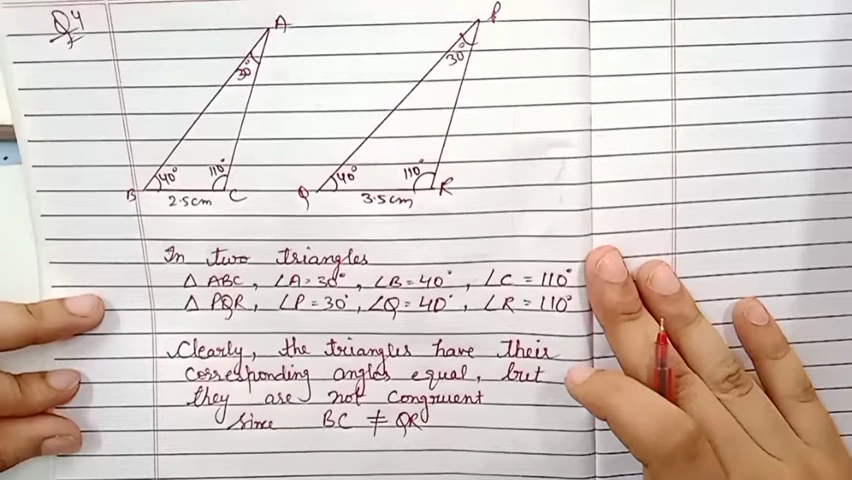 Q4
A
30°
40°
110°
B
2.5cm
C
P
30°
40°
110°
Q
3.5cm
R
In two triangles
△ ABC, ∠A = 30°, ∠B = 40°, ∠C = 110°
△ PQR, ∠P = 30°, ∠Q = 40°, ∠R = 110°
Clearly, the triangles have their
corresponding angles equal, but
they are not congruent
since BC ≠ QR